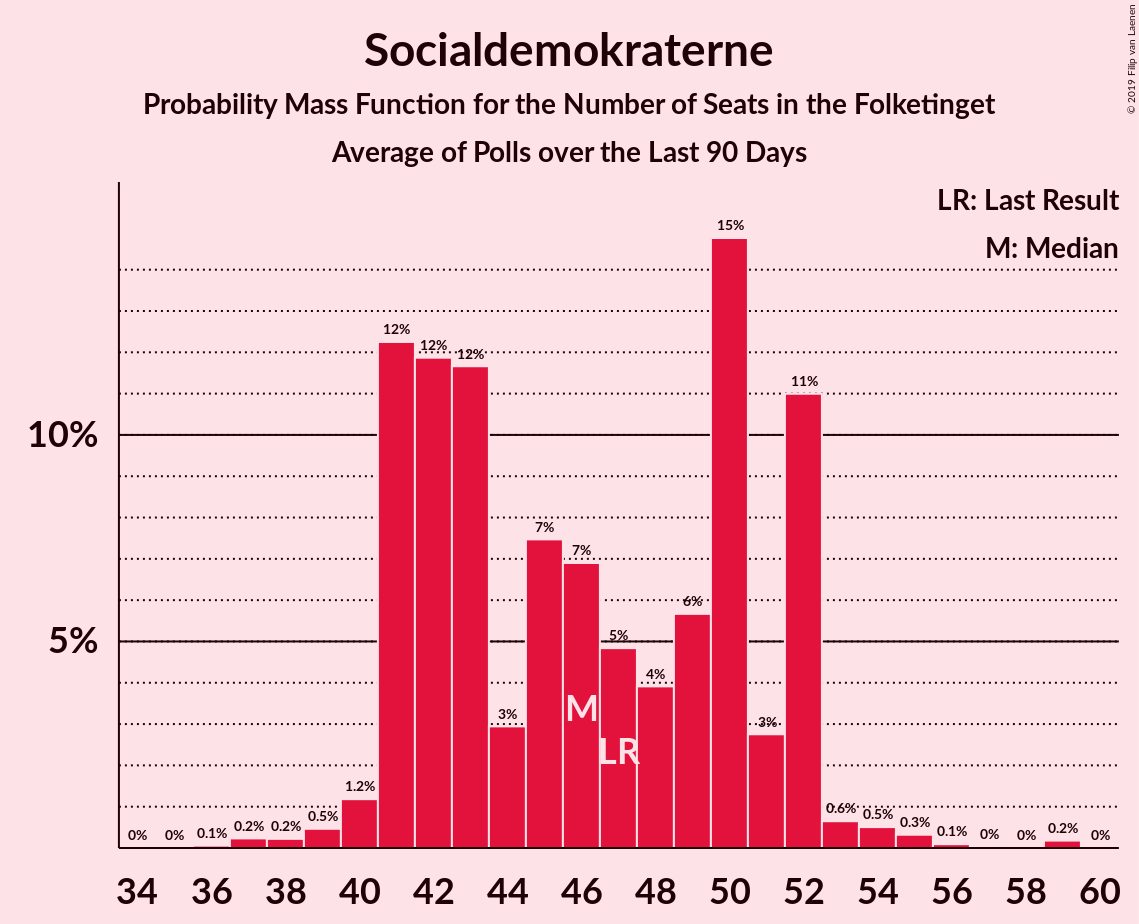 Socialdemokraterne
Probability Mass Function for the Number of Seats in the Folketinget
Average of Polls over the Last 90 Days
© 2019 Filip van Laenen
LR: Last Result
M: Median
10%
5%
0% 0% 0.1% 0.2% 0.2% 0.5% 1.2% 12% 12% 12% 3% 7% 7% 5% 4% 6% 15% 3% 11% 0.6% 0.5% 0.3% 0.1% 0% 0% 0.2% 0%
M
LR
34 36 38 40 42 44 46 48 50 52 54 56 58 60